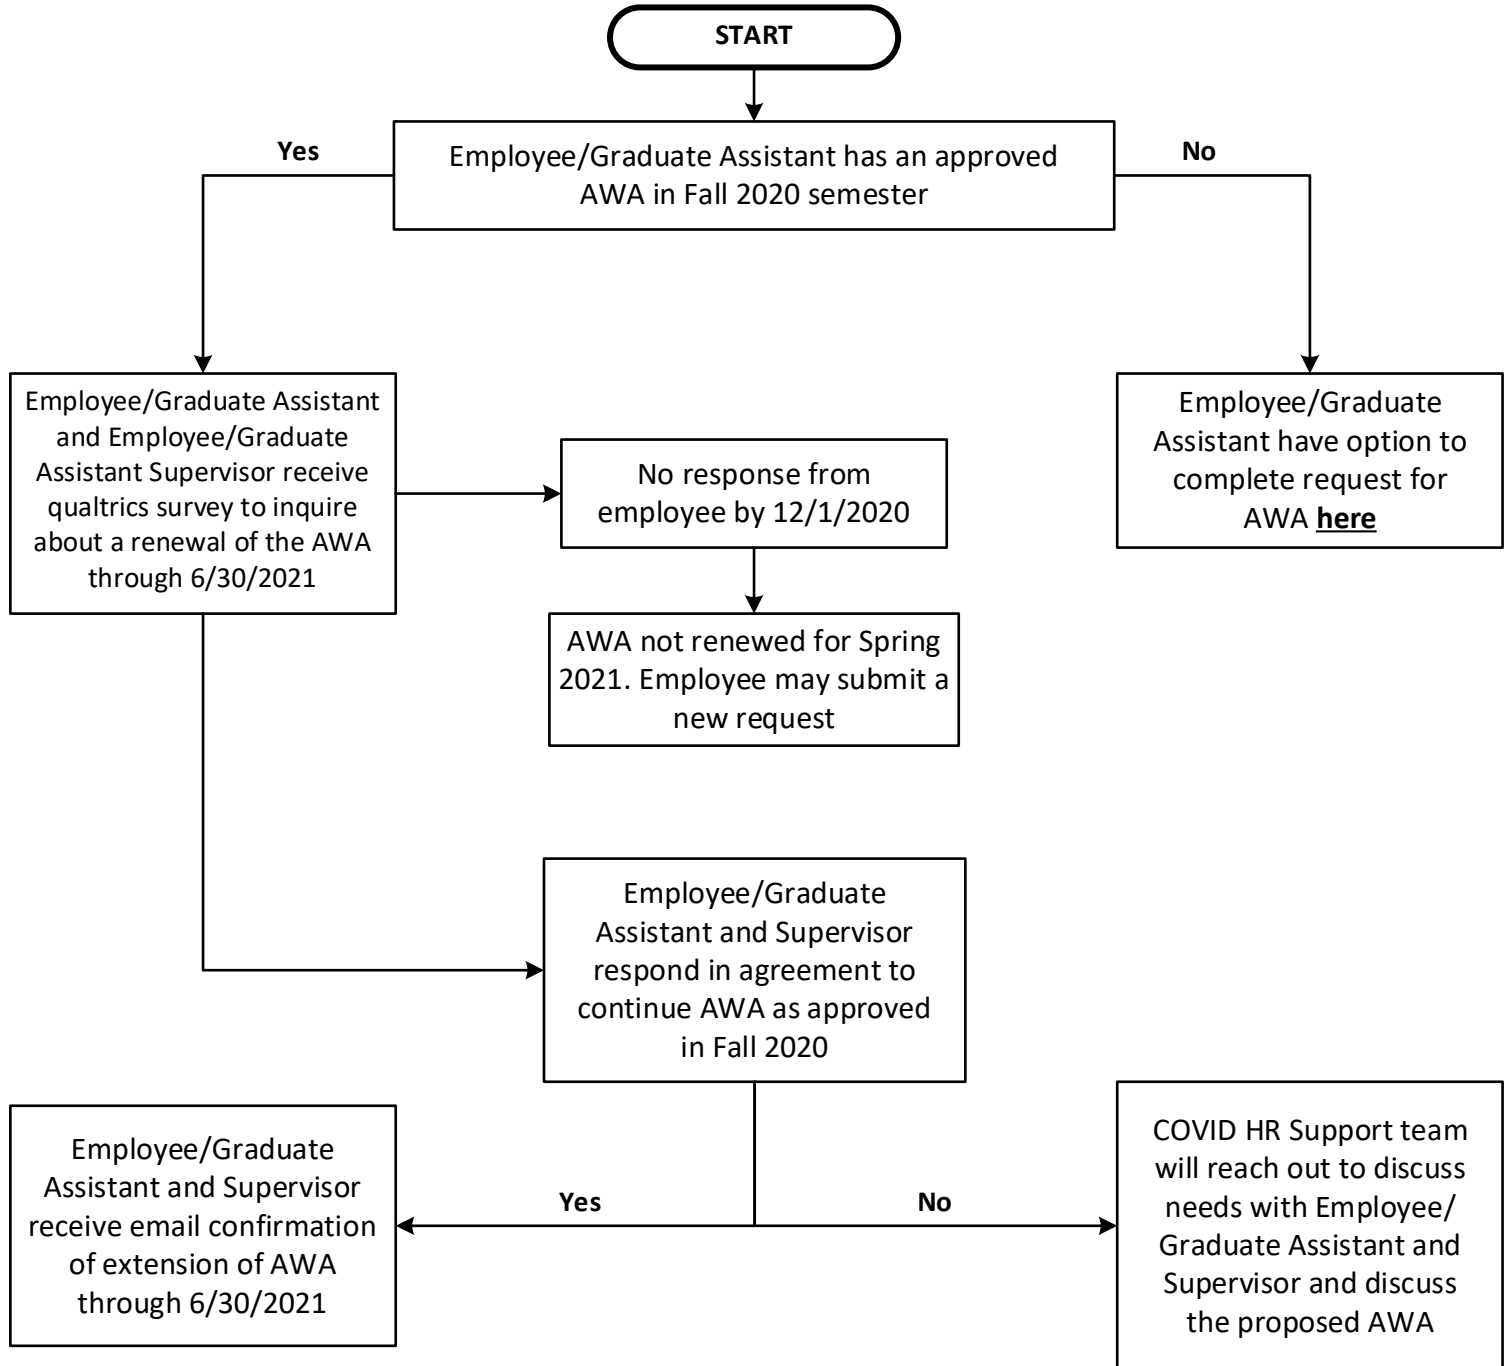 START
Yes
Employee/Graduate Assistant has an approved
AWA in Fall 2020 semester
No
Employee/Graduate Assistant
and Employee/Graduate
Assistant Supervisor receive
qualtrics survey to inquire
about a renewal of the AWA
through 6/30/2021
No response from
employee by 12/1/2020
Employee/Graduate
Assistant have option to
complete request for
AWA here
AWA not renewed for Spring
2021. Employee may submit a
new request
Employee/Graduate
Assistant and Supervisor
respond in agreement to
continue AWA as approved
in Fall 2020
Employee/Graduate
Assistant and Supervisor
receive email confirmation
of extension of AWA
through 6/30/2021
Yes
No
COVID HR Support team
will reach out to discuss
needs with Employee/
Graduate Assistant and
Supervisor and discuss
the proposed AWA